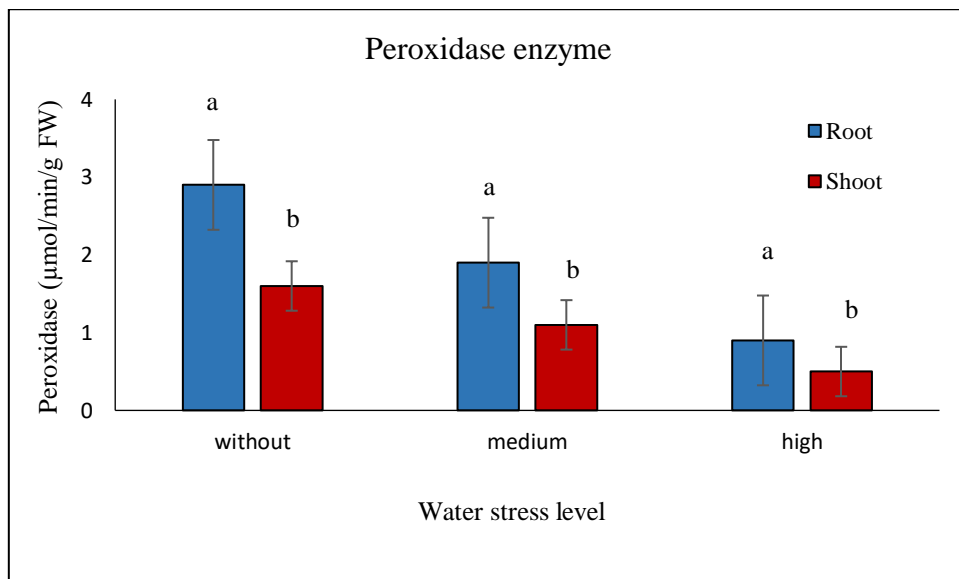 Peroxidase enzyme
Peroxidase (μmol/min/g FW)
4
3
2
1
0
a
b
a
b
a
b
Root
Shoot
without
medium
high
Water stress level